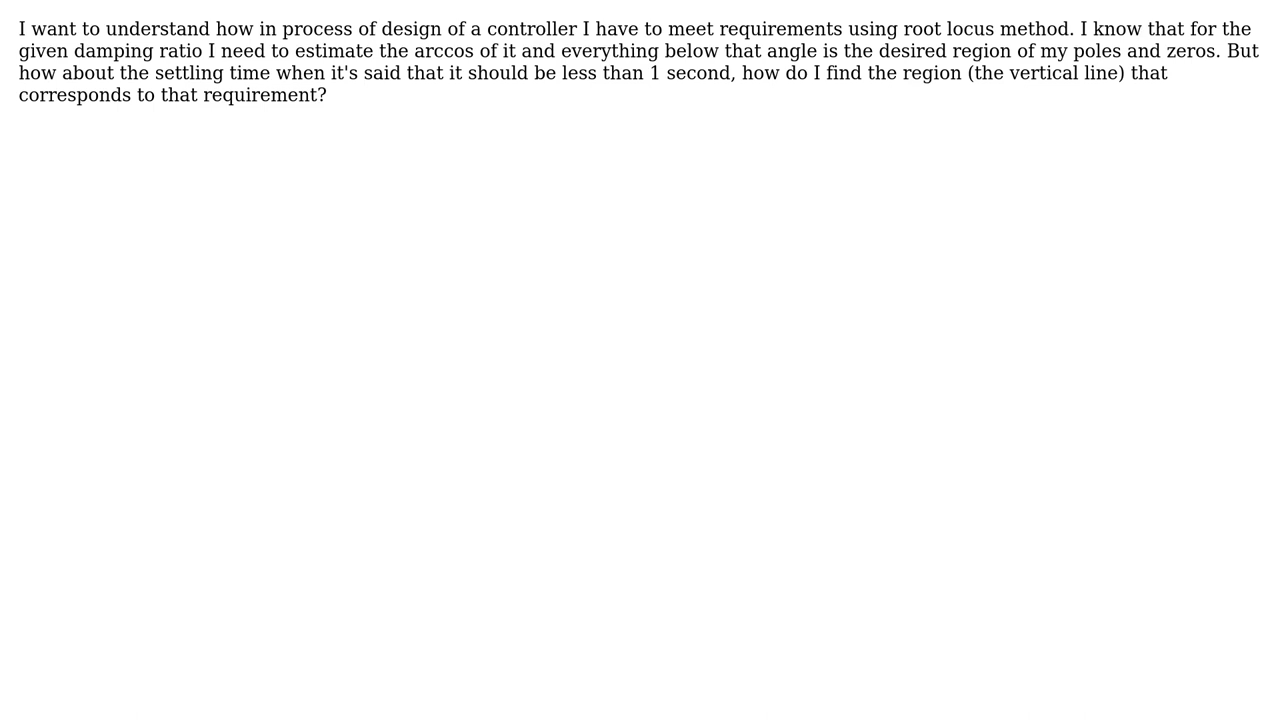 I want to understand how in process of design of a controller I have to meet requirements using root locus method. I know that for the
given damping ratio I need to estimate the arccos of it and everything below that angle is the desired region of my poles and zeros. But
how about the settling time when it's said that it should be less than 1 second, how do I find the region (the vertical line) that
corresponds to that requirement?